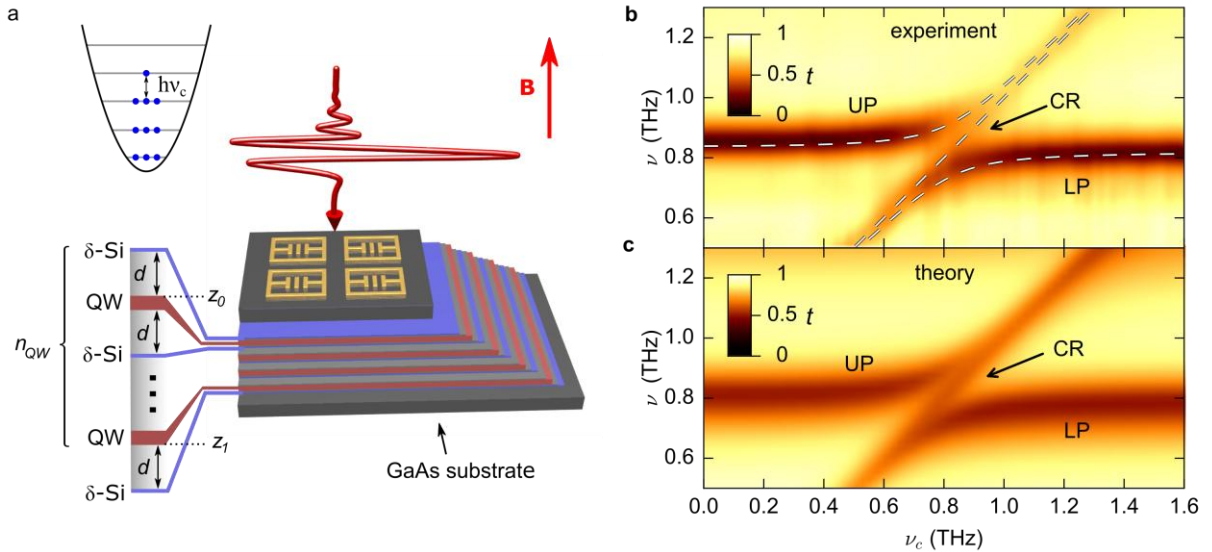 a
hν_c
B
δ-Si
d
QW
z_0
d
δ-Si
n_QW
QW
z_1
d
δ-Si
GaAs substrate
b
experiment
1
0.5 t
0
UP
CR
LP
ν (THz)
1.2
1.0
0.8
0.6
c
theory
1
0.5 t
0
UP
CR
LP
ν (THz)
1.2
1.0
0.8
0.6
0.0 0.2 0.4 0.6 0.8 1.0 1.2 1.4 1.6
ν_c (THz)